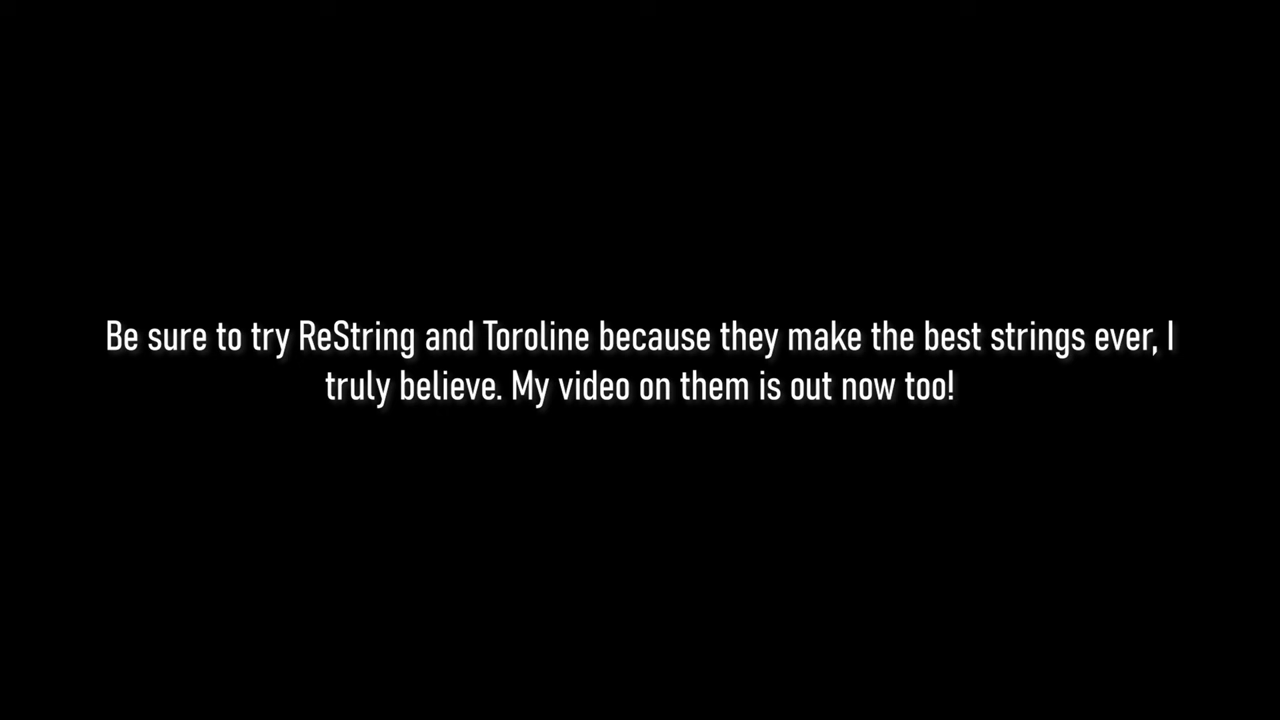 Be sure to try ReString and Toroline because they make the best strings ever, I
truly believe. My video on them is out now too!